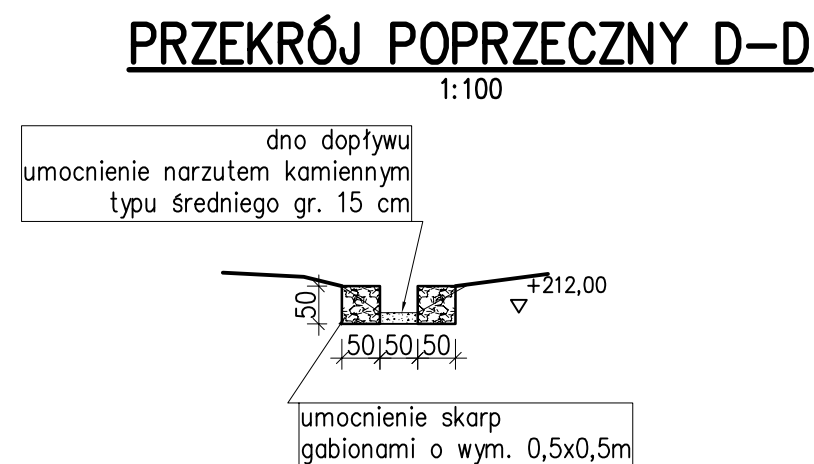 PRZEKRÓJ POPRZECZNY D-D
1:100
dno dopływu
umocnienie narzutem kamiennym
typu średniego gr. 15 cm
+212,00
50
50 50 50
umocnienie skarp
gabionami o wym. 0,5x0,5m